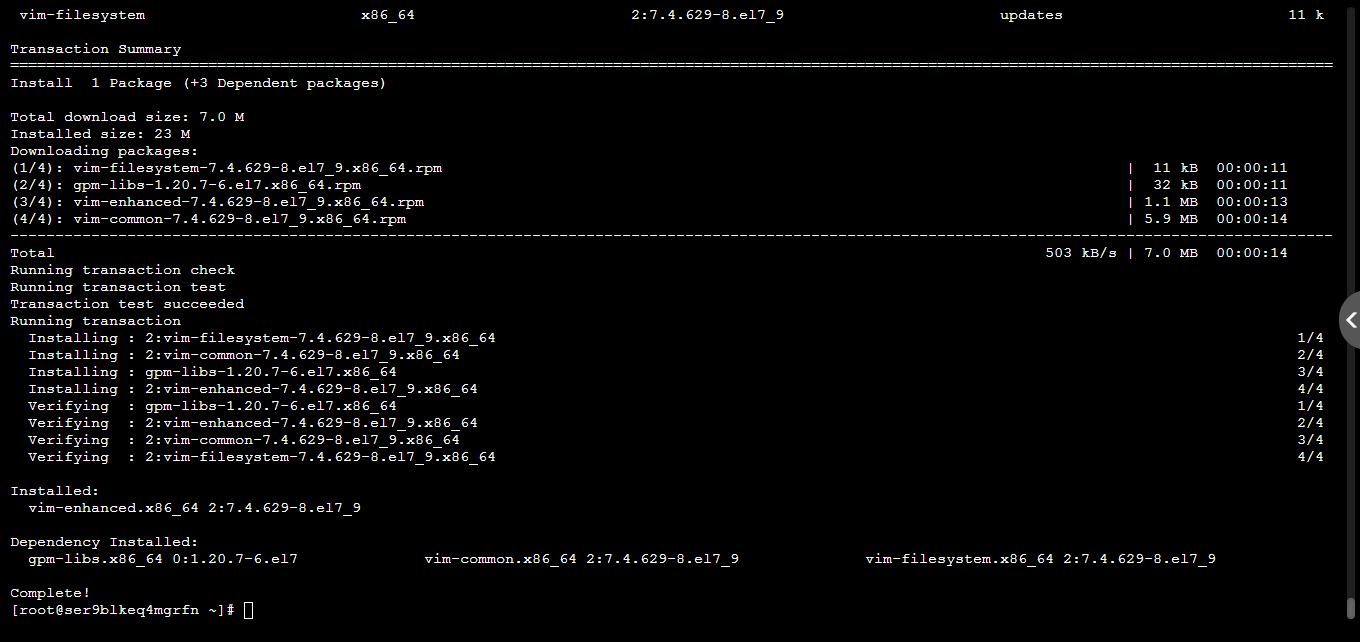 vim-filesystem x86_64 2:7.4.629-8.el7_9 updates 11 k
Transaction Summary
================================================================================
Install  1 Package (+3 Dependent packages)
Total download size: 7.0 M
Installed size: 23 M
Downloading packages:
(1/4): vim-filesystem-7.4.629-8.el7_9.x86_64.rpm | 11 kB 00:00:11
(2/4): gpm-libs-1.20.7-6.el7.x86_64.rpm | 32 kB 00:00:11
(3/4): vim-enhanced-7.4.629-8.el7_9.x86_64.rpm | 1.1 MB 00:00:13
(4/4): vim-common-7.4.629-8.el7_9.x86_64.rpm | 5.9 MB 00:00:14
--------------------------------------------------------------------------------
Total 503 kB/s | 7.0 MB 00:00:14
Running transaction check
Running transaction test
Transaction test succeeded
Running transaction
Installing : 2:vim-filesystem-7.4.629-8.el7_9.x86_64 1/4
Installing : 2:vim-common-7.4.629-8.el7_9.x86_64 2/4
Installing : gpm-libs-1.20.7-6.el7.x86_64 3/4
Installing : 2:vim-enhanced-7.4.629-8.el7_9.x86_64 4/4
Verifying  : gpm-libs-1.20.7-6.el7.x86_64 1/4
Verifying  : 2:vim-enhanced-7.4.629-8.el7_9.x86_64 2/4
Verifying  : 2:vim-common-7.4.629-8.el7_9.x86_64 3/4
Verifying  : 2:vim-filesystem-7.4.629-8.el7_9.x86_64 4/4
Installed:
vim-enhanced.x86_64 2:7.4.629-8.el7_9
Dependency Installed:
gpm-libs.x86_64 0:1.20.7-6.el7 vim-common.x86_64 2:7.4.629-8.el7_9 vim-filesystem.x86_64 2:7.4.629-8.el7_9
Complete!
[root@ser9blkeq4mgrfn ~]#